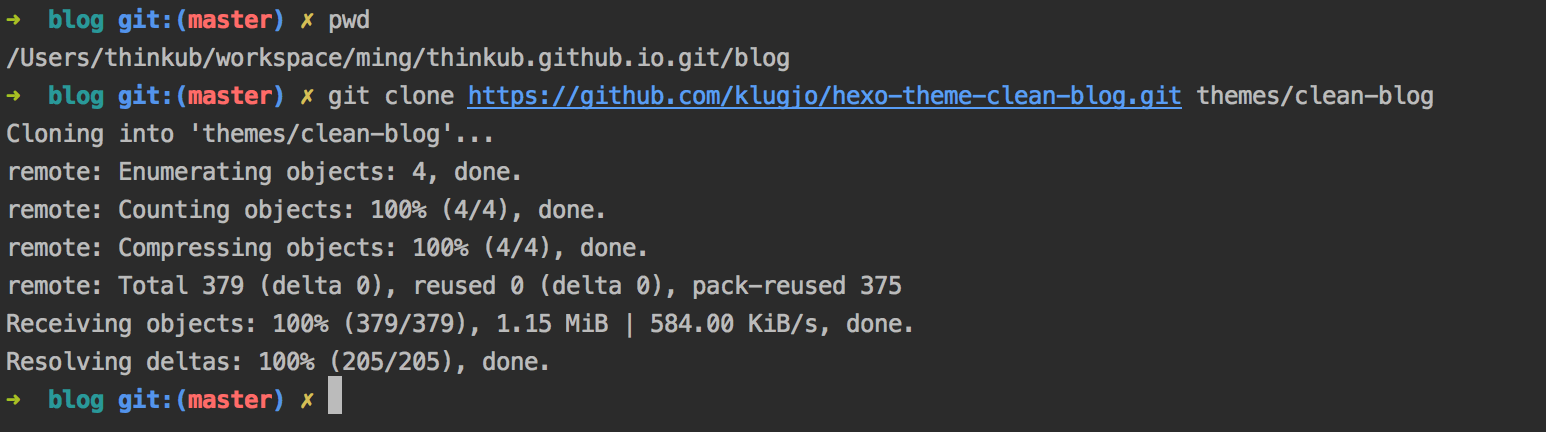 ➜ blog git:(master) ✗ pwd
/Users/thinkub/workspace/ming/thinkub.github.io.git/blog
➜ blog git:(master) ✗ git clone https://github.com/klugjo/hexo-theme-clean-blog.git themes/clean-blog
Cloning into 'themes/clean-blog'...
remote: Enumerating objects: 4, done.
remote: Counting objects: 100% (4/4), done.
remote: Compressing objects: 100% (4/4), done.
remote: Total 379 (delta 0), reused 0 (delta 0), pack-reused 375
Receiving objects: 100% (379/379), 1.15 MiB | 584.00 KiB/s, done.
Resolving deltas: 100% (205/205), done.
➜ blog git:(master) ✗